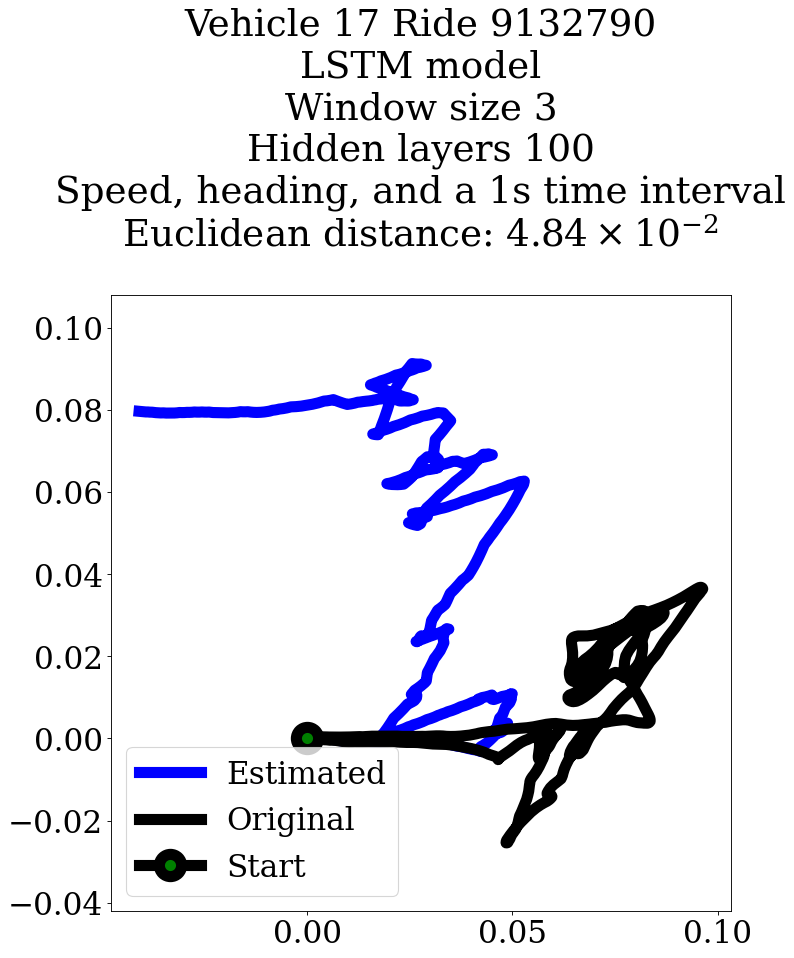 Vehicle 17 Ride 9132790
LSTM model
Window size 3
Hidden layers 100
Speed, heading, and a 1s time interval
Euclidean distance: 4.84 × 10⁻²
0.10
0.08
0.06
0.04
0.02
0.00
−0.02
−0.04
Estimated
Original
Start
0.00 0.05 0.10